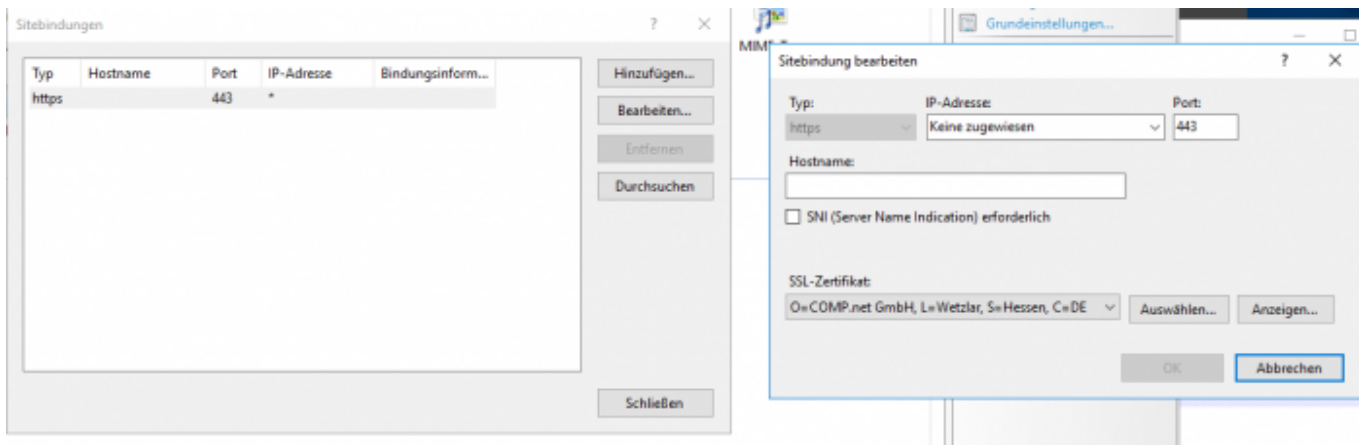 Sitebindungen
? ×
Typ Hostname Port IP-Adresse Bindungsinform...
https 443 *
Hinzufügen...
Bearbeiten...
Entfernen
Durchsuchen
Schließen
Grundeinstellungen...
Sitebindung bearbeiten
? ×
Typ: IP-Adresse: Port:
https Keine zugewiesen 443
Hostname:
SNI (Server Name Indication) erforderlich
SSL-Zertifikat:
O=COMP.net GmbH, L=Wetzlar, S=Hessen, C=DE Auswählen... Anzeigen...
OK Abbrechen